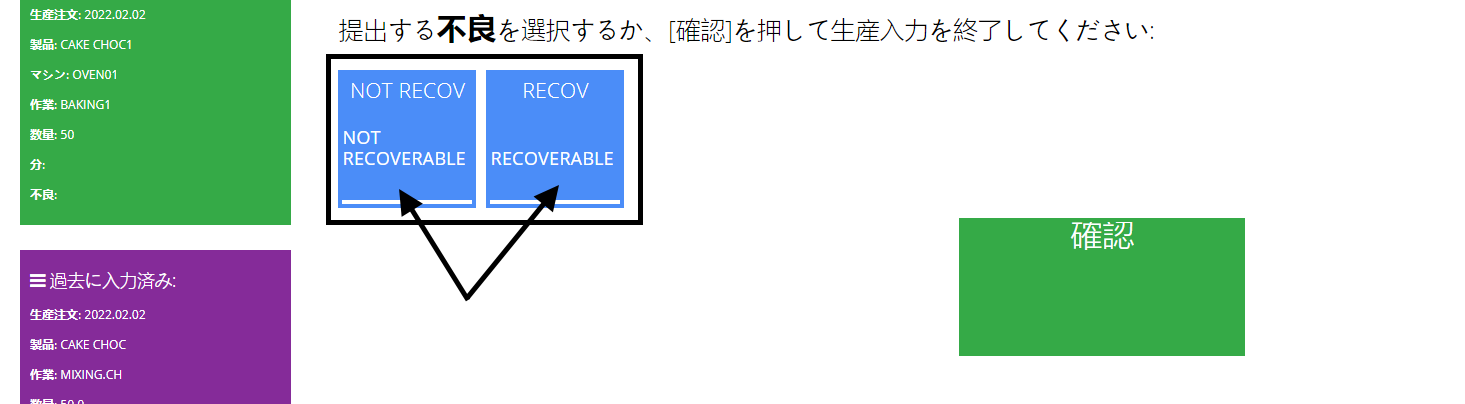 生産注文: 2022.02.02
製品: CAKE CHOC1
マシン: OVEN01
作業: BAKING1
数量: 50
分:
不良:
過去に入力済み:
生産注文: 2022.02.02
製品: CAKE CHOC
作業: MIXING.CH
数量: 50.0
提出する不良を選択するか、[確認]を押して生産入力を終了してください:
NOT RECOV
NOT
RECOVERABLE
RECOV
RECOVERABLE
確認